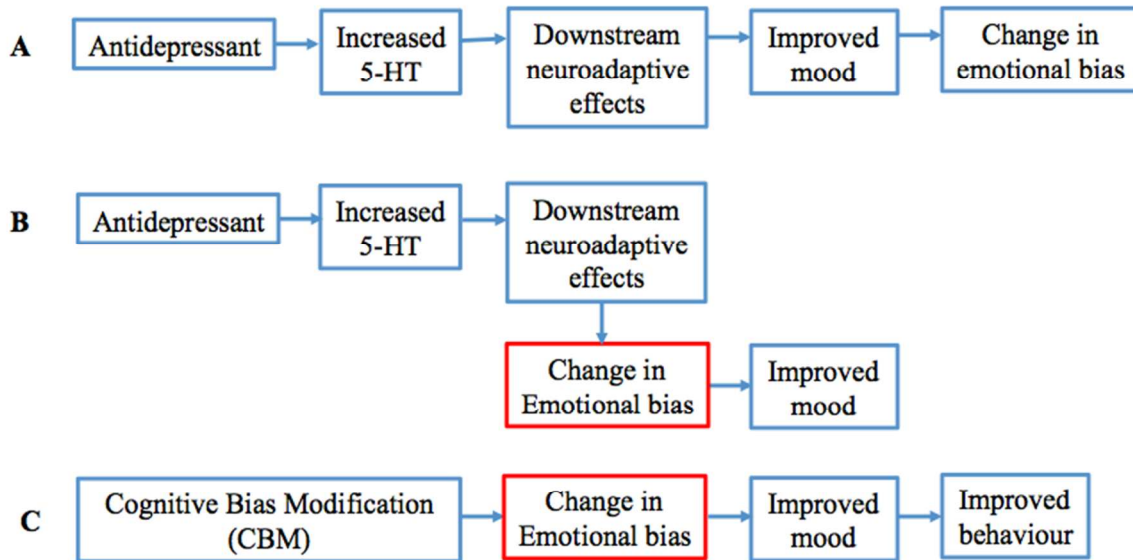 A
Antidepressant
Increased
5-HT
Downstream
neuroadaptive
effects
Improved
mood
Change in
emotional bias
B
Antidepressant
Increased
5-HT
Downstream
neuroadaptive
effects
Change in
Emotional bias
Improved
mood
C
Cognitive Bias Modification
(CBM)
Change in
Emotional bias
Improved
mood
Improved
behaviour